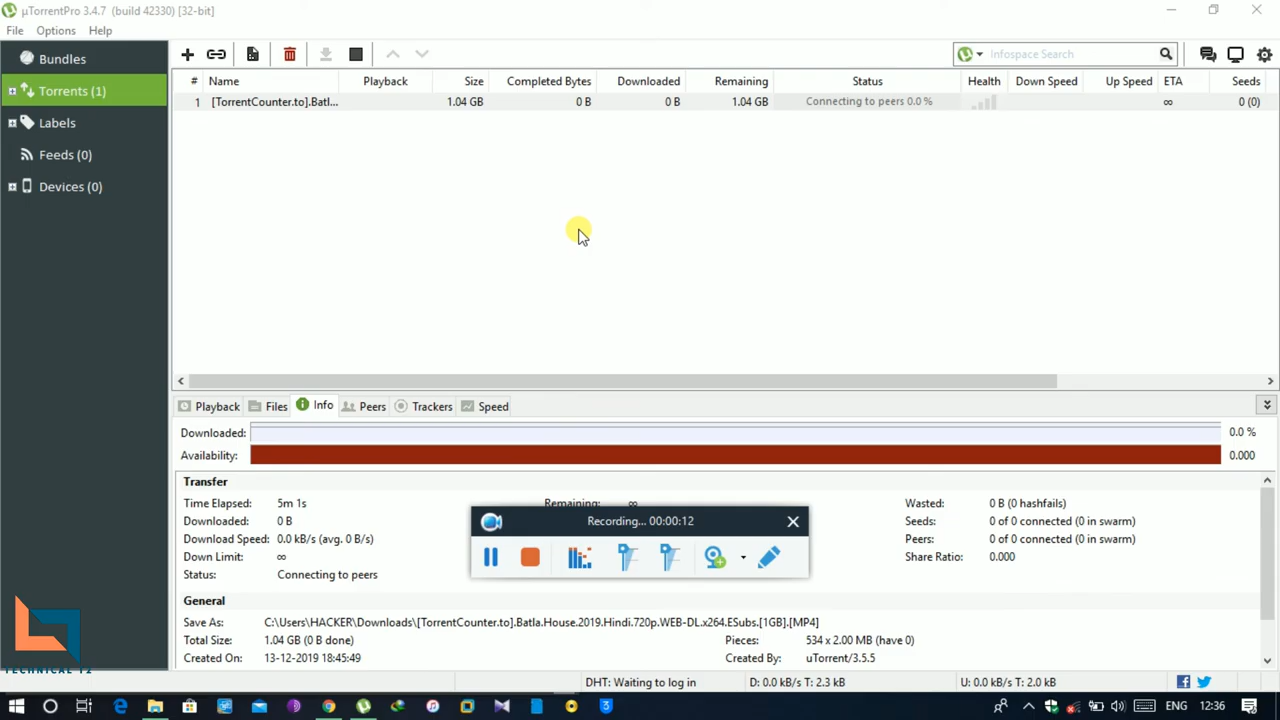 µTorrentPro 3.4.7 (build 42330) [32-bit]
File Options Help
Bundles
Torrents (1)
Labels
Feeds (0)
Devices (0)
Infospace Search
# Name Playback Size Completed Bytes Downloaded Remaining Status Health Down Speed Up Speed ETA Seeds
1 [TorrentCounter.to].Batl... 1.04 GB 0 B 0 B 1.04 GB Connecting to peers 0.0 % ∞ 0 (0)
Playback Files Info Peers Trackers Speed
Downloaded: 0.0 %
Availability: 0.000
Transfer
Time Elapsed: 5m 1s Remaining: ∞ Wasted: 0 B (0 hashfails)
Downloaded: 0 B Seeds: 0 of 0 connected (0 in swarm)
Download Speed: 0.0 kB/s (avg. 0 B/s) Peers: 0 of 0 connected (0 in swarm)
Down Limit: ∞ Share Ratio: 0.000
Status: Connecting to peers
Recording... 00:00:12
General
Save As: C:\Users\HACKER\Downloads\[TorrentCounter.to].Batla.House.2019.Hindi.720p.WEB-DL.x264.ESubs.[1GB].[MP4]
Total Size: 1.04 GB (0 B done) Pieces: 534 x 2.00 MB (have 0)
Created On: 13-12-2019 18:45:49 Created By: uTorrent/3.5.5
DHT: Waiting to log in D: 0.0 kB/s T: 2.3 kB U: 0.0 kB/s T: 2.0 kB
ENG 12:36